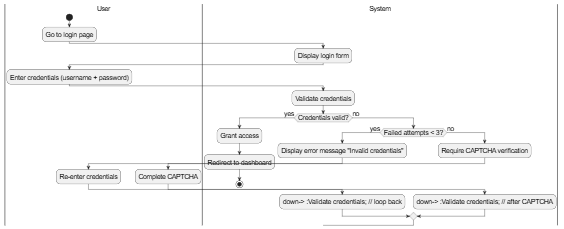 User
System
Go to login page
Display login form
Enter credentials (username + password)
Validate credentials
yes
Credentials valid?
no
Grant access
yes
Failed attempts < 3?
no
Redirect to dashboard
Display error message "Invalid credentials"
Require CAPTCHA verification
Re-enter credentials
Complete CAPTCHA
down-> :Validate credentials; // loop back
down-> :Validate credentials; // after CAPTCHA